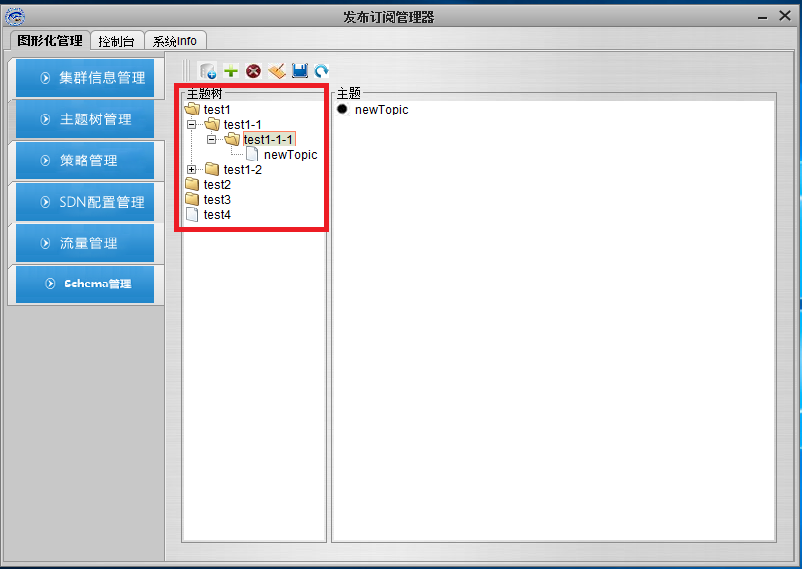 发布订阅管理器
图形化管理 控制台 系统Info
集群信息管理
主题树管理
策略管理
SDN配置管理
流量管理
Schema管理
主题树
test1
test1-1
test1-1-1
newTopic
test1-2
test2
test3
test4
主题
newTopic